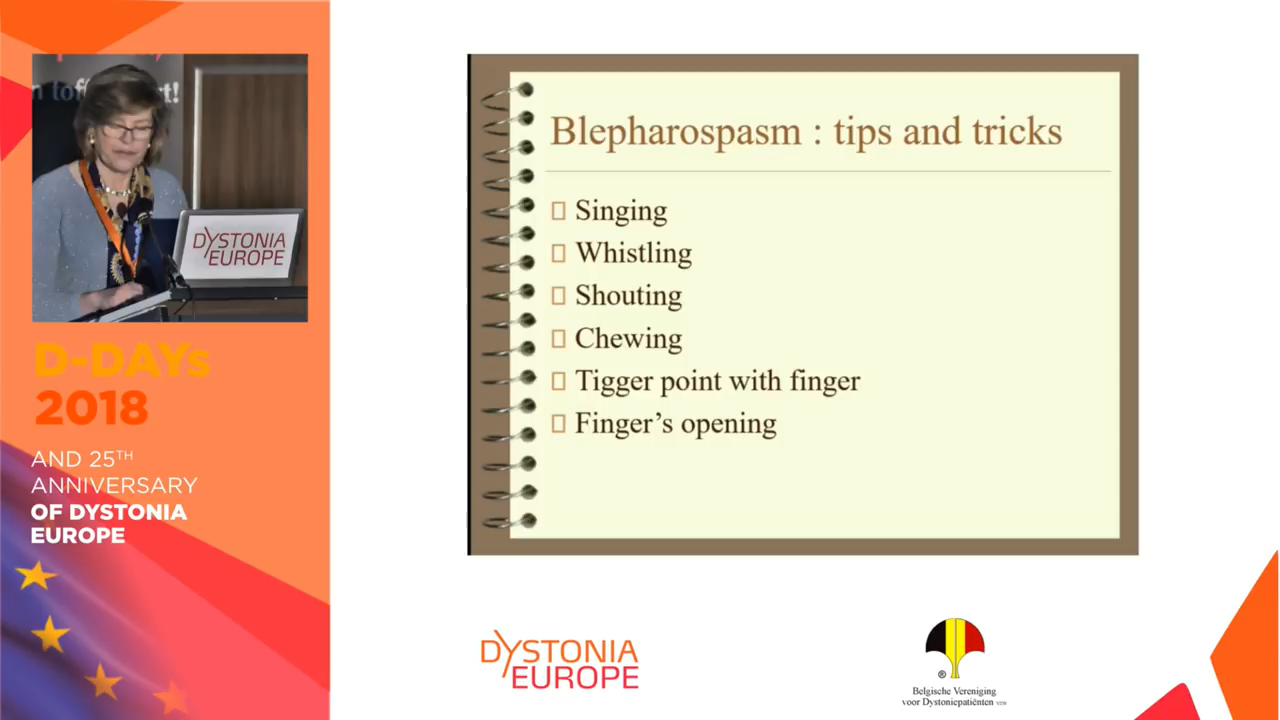 DYSTONIA
EUROPE
D-DAYs
2018
AND 25TH
ANNIVERSARY
OF DYSTONIA
EUROPE
Blepharospasm : tips and tricks
Singing
Whistling
Shouting
Chewing
Tigger point with finger
Finger’s opening
DYSTONIA
EUROPE
®
Belgische Vereniging
voor Dystoniepatiënten vzw